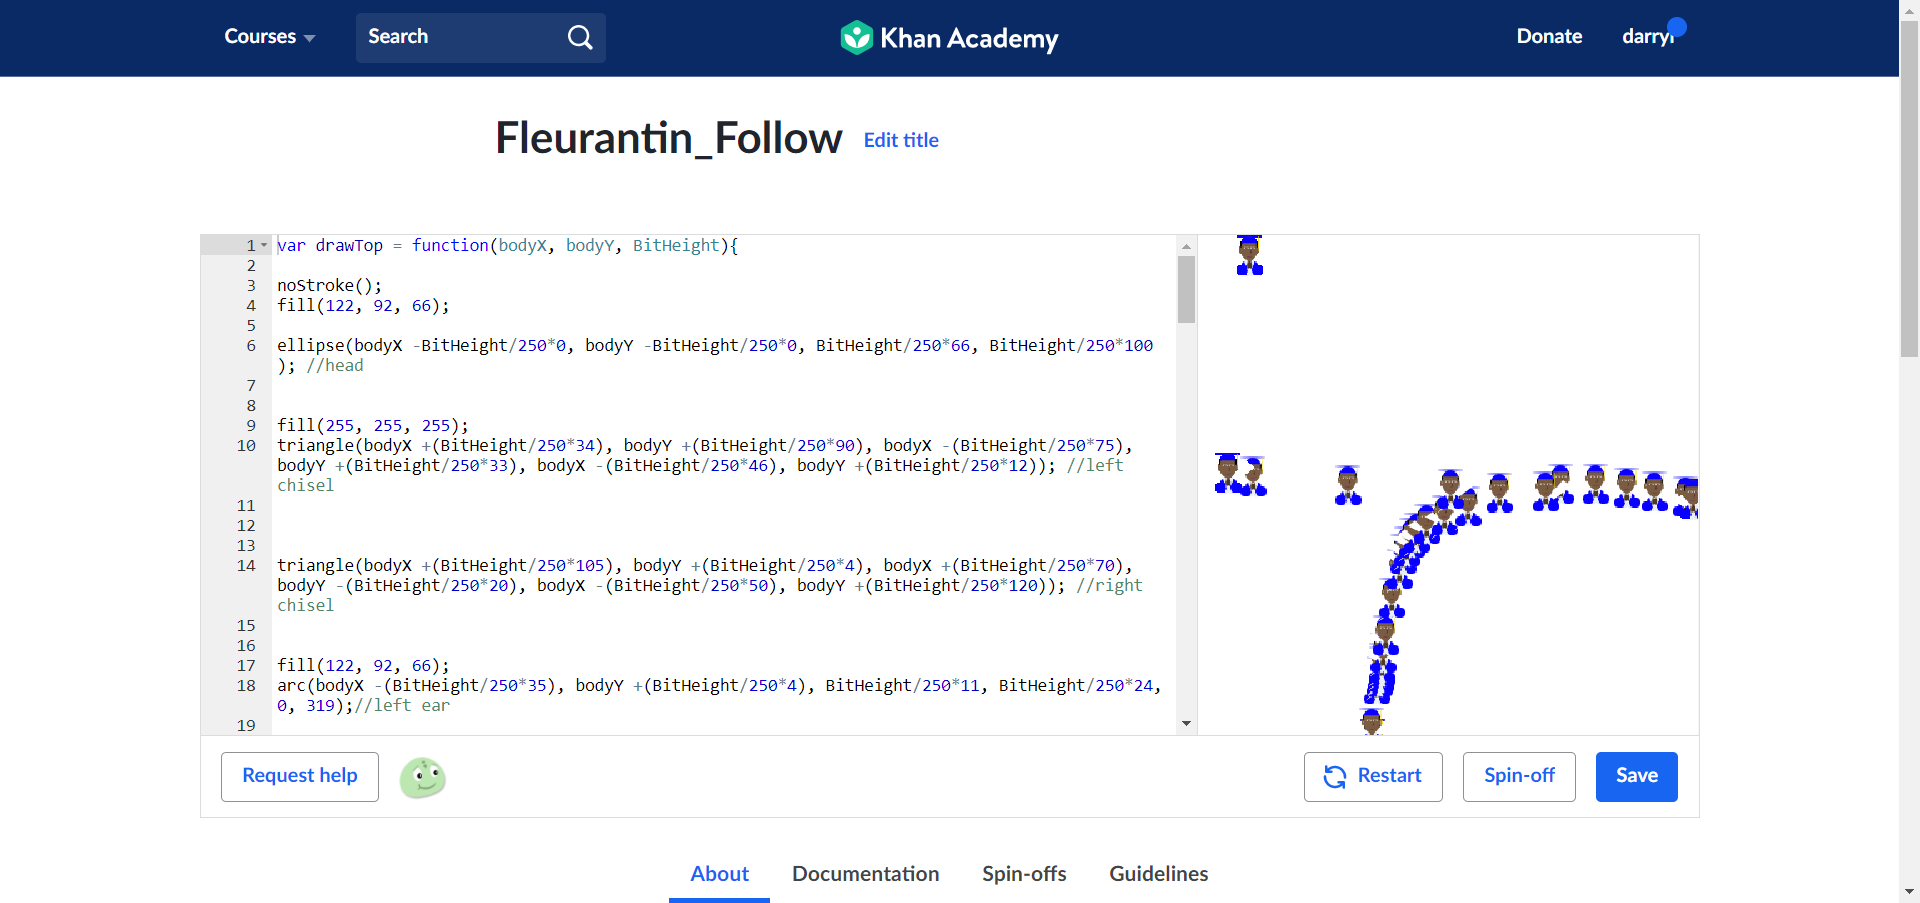 Courses
Search
Khan Academy
Donate
darryl
Fleurantin_Follow
Edit title
1 var drawTop = function(bodyX, bodyY, BitHeight){
2
3 noStroke();
4 fill(122, 92, 66);
5
6 ellipse(bodyX -BitHeight/250*0, bodyY -BitHeight/250*0, BitHeight/250*66, BitHeight/250*100
); //head
7
8
9 fill(255, 255, 255);
10 triangle(bodyX +(BitHeight/250*34), bodyY +(BitHeight/250*90), bodyX -(BitHeight/250*75),
bodyY +(BitHeight/250*33), bodyX -(BitHeight/250*46), bodyY +(BitHeight/250*12)); //left
chisel
11
12
13
14 triangle(bodyX +(BitHeight/250*105), bodyY +(BitHeight/250*4), bodyX +(BitHeight/250*70),
bodyY -(BitHeight/250*20), bodyX -(BitHeight/250*50), bodyY +(BitHeight/250*120)); //right
chisel
15
16
17 fill(122, 92, 66);
18 arc(bodyX -(BitHeight/250*35), bodyY +(BitHeight/250*4), BitHeight/250*11, BitHeight/250*24,
0, 319);//left ear
19
Request help
Restart
Spin-off
Save
About
Documentation
Spin-offs
Guidelines